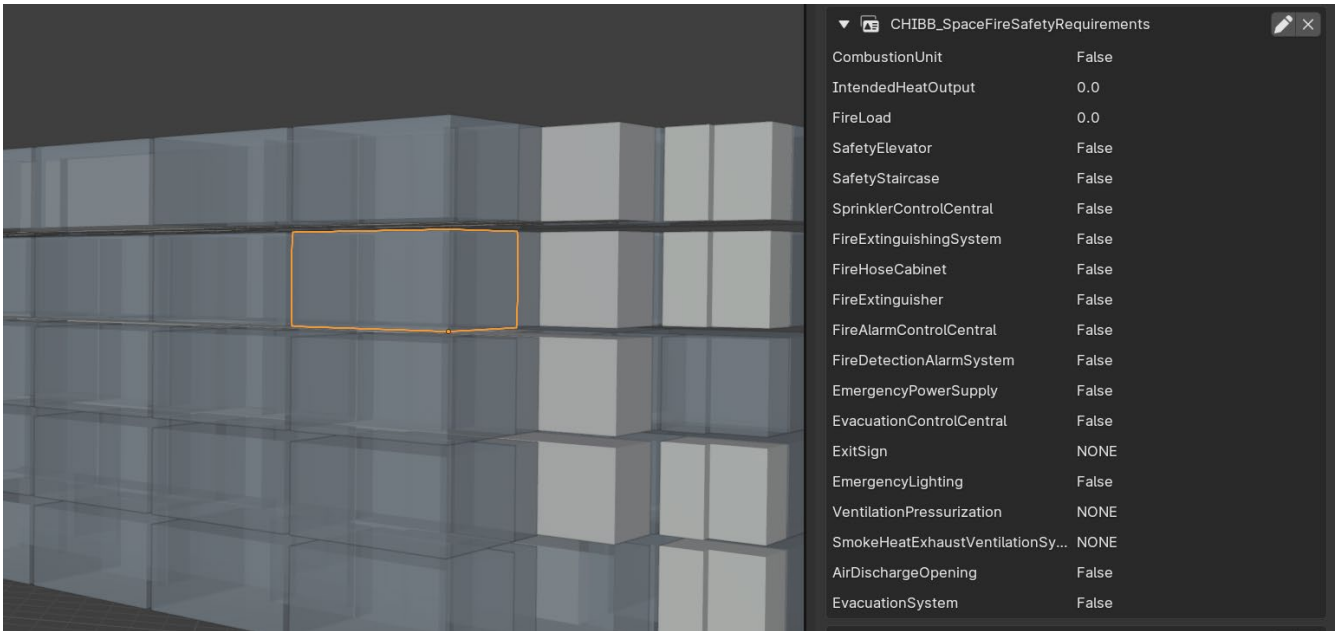 CHIBB_SpaceFireSafetyRequirements
CombustionUnit False
IntendedHeatOutput 0.0
FireLoad 0.0
SafetyElevator False
SafetyStaircase False
SprinklerControlCentral False
FireExtinguishingSystem False
FireHoseCabinet False
FireExtinguisher False
FireAlarmControlCentral False
FireDetectionAlarmSystem False
EmergencyPowerSupply False
EvacuationControlCentral False
ExitSign NONE
EmergencyLighting False
VentilationPressurization NONE
SmokeHeatExhaustVentilationSy... NONE
AirDischargeOpening False
EvacuationSystem False